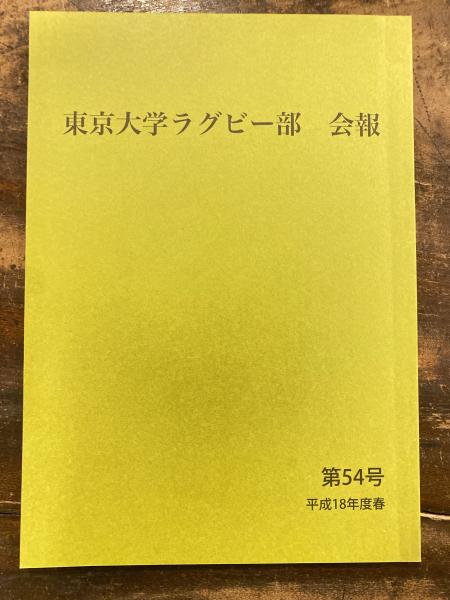 東京大学ラグビー部　会報
第54号
平成18年度春